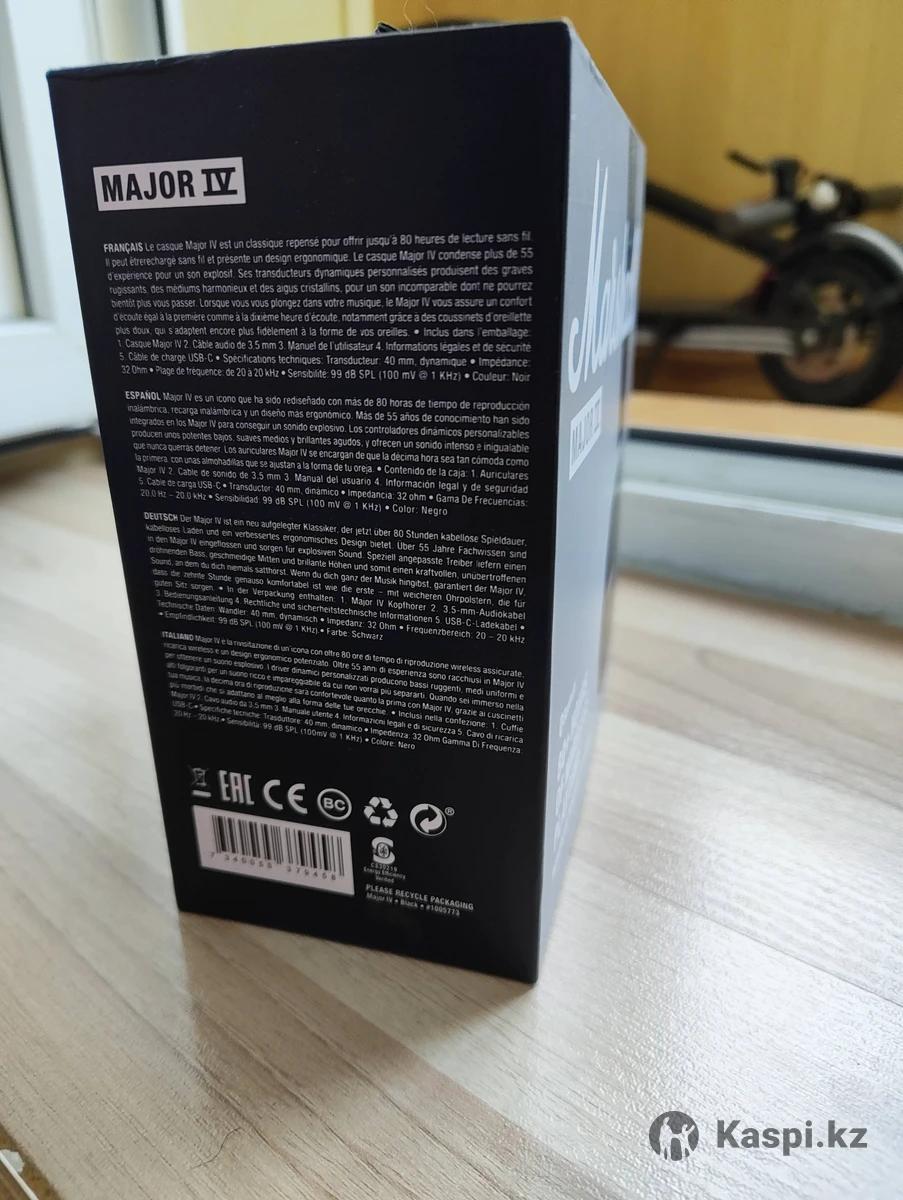 MAJOR IV
FRANÇAIS Le casque Major IV est un classique repensé pour offrir jusqu'à 80 heures de lecture sans fil.
Il peut êtrerechargé sans fil et présente un design ergonomique. Le casque Major IV condense plus de 55
d'expérience pour un son explosif. Ses transducteurs dynamiques personnalisés produisent des graves
rugissants, des médiums harmonieux et des aigus cristallins, pour un son incomparable dont ne pourrez
bientôt plus vous passer. Lorsque vous vous plongez dans votre musique, le Major IV vous assure un confort
d'écoute égal à la première comme à la dixième heure d'écoute, notamment grâce à des coussinets d'oreillette
plus doux, qui s'adaptent encore plus fidèlement à la forme de vos oreilles. • Inclus dans l'emballage:
1. Casque Major IV 2. Câble audio de 3,5 mm 3. Manuel de l'utilisateur 4. Informations légales et de sécurité
5. Câble de charge USB-C • Spécifications techniques: Transducteur: 40 mm, dynamique • Impédance:
32 Ohm • Plage de fréquence: de 20 à 20 kHz • Sensibilité: 99 dB SPL (100 mV @ 1 KHz) • Couleur: Noir
ESPAÑOL Major IV es un icono que ha sido rediseñado con más de 80 horas de tiempo de reproducción
inalámbrica, recarga inalámbrica y un diseño más ergonómico. Más de 55 años de conocimiento han sido
integrados en los Major IV para conseguir un sonido explosivo. Los controladores dinámicos personalizables
producen unos potentes bajos, suaves medios y brillantes agudos, y ofrecen un sonido intenso e inigualable
que nunca querrás detener. Los auriculares Major IV se encargan de que la décima hora sea tan cómoda como
la primera, con unas almohadillas que se ajustan a la forma de tu oreja. • Contenido de la caja: 1. Auriculares
Major IV 2. Cable de sonido de 3,5 mm 3. Manual del usuario 4. Información legal y de seguridad
5. Cable de carga USB-C • Transductor: 40 mm, dinámico • Impedancia: 32 ohm • Gama De Frecuencias:
20.0 Hz – 20.0 kHz • Sensibilidad: 99 dB SPL (100 mV @ 1 KHz) • Color: Negro
DEUTSCH Der Major IV ist ein neu aufgelegter Klassiker, der jetzt über 80 Stunden kabellose Spieldauer,
kabelloses Laden und ein verbessertes ergonomisches Design bietet. Über 55 Jahre Fachwissen sind
in den Major IV eingeflossen und sorgen für explosiven Sound. Speziell angepasste Treiber liefern einen
dröhnenden Bass, geschmeidige Mitten und brillante Höhen und somit einen kraftvollen, unübertroffenen
Sound, an dem du dich niemals satthörst. Wenn du dich ganz der Musik hingibst, garantiert der Major IV,
dass die zehnte Stunde genauso komfortabel ist wie die erste – mit weicheren Ohrpolstern, die für
guten Sitz sorgen. • In der Verpackung enthalten: 1. Major IV Kopfhörer 2. 3,5-mm-Audiokabel
3. Bedienungsanleitung 4. Rechtliche und sicherheitstechnische Informationen 5. USB-C-Ladekabel •
Technische Daten: Wandler: 40 mm, dynamisch • Impedanz: 32 Ohm • Frequenzbereich: 20 – 20 kHz
• Empfindlichkeit: 99 dB SPL (100 mV @ 1 KHz) • Farbe: Schwarz
ITALIANO Major IV è la rivisitazione di un'icona con oltre 80 ore di tempo di riproduzione wireless assicurate,
ricarica wireless e un design ergonomico potenziato. Oltre 55 anni di esperienza sono racchiusi in Major IV
per ottenere un suono esplosivo. I driver dinamici personalizzati producono bassi ruggenti, medi uniformi e
alti folgoranti per un suono ricco e impareggiabile da cui non vorrai più separarti. Quando sei immerso nella
tua musica, la decima ora di riproduzione sarà confortevole quanto la prima con Major IV, grazie ai cuscinetti
più morbidi che si adattano al meglio alla forma delle tue orecchie. • Inclusi nella confezione: 1. Cuffie
Major IV 2. Cavo audio da 3,5 mm 3. Manuale utente 4. Informazioni legali e di sicurezza 5. Cavo di ricarica
USB-C • Specifiche tecniche: Trasduttore: 40 mm, dinamico • Impedenza: 32 Ohm Gamma Di Frequenza:
20 Hz – 20 kHz • Sensibilità: 99 dB SPL (100mV @ 1 KHz) • Colore: Nero
EAC CE BC
7 340055 379458
CS30219
Energy Efficiency
Verified
PLEASE RECYCLE PACKAGING
Major IV • Black • #1005773
MAJOR IV
Kaspi.kz